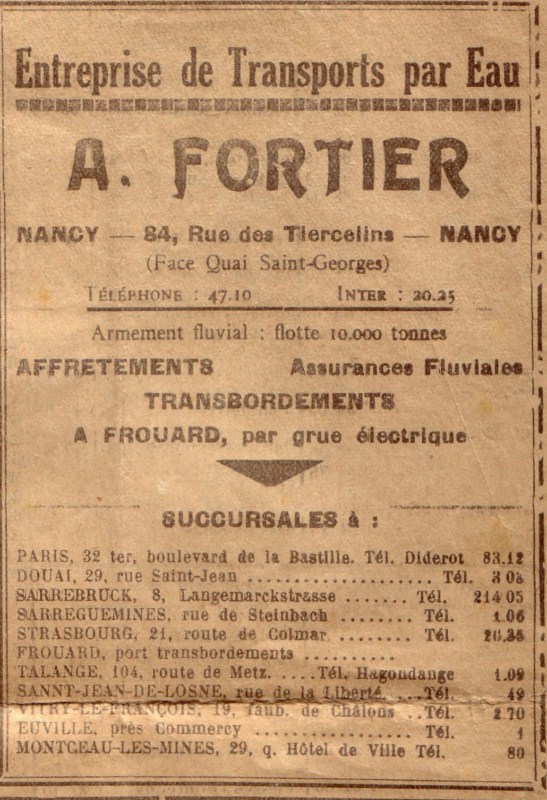 Entreprise de Transports par Eau
A. FORTIER
NANCY — 84, Rue des Tiercelins — NANCY
(Face Quai Saint-Georges)
TÉLÉPHONE : 47.10 INTER : 20.25
Armement fluvial : flotte 10.000 tonnes
AFFRETEMENTS Assurances Fluviales
TRANSBORDEMENTS
A FROUARD, par grue électrique
SUCCURSALES à :
PARIS, 32 ter, boulevard de la Bastille. Tél. Diderot 83.12
DOUAI, 29, rue Saint-Jean .................. Tél.
SARREBRUCK, 8, Langemarckstrasse ....... Tél. 214 05
SARREGUEMINES, rue de Steinbach ........ Tél. 1.06
STRASBOURG, 21, route de Colmar ........ Tél.
FROUARD, port transbordements ..........
TALANGE, 104, route de Metz. ....Tél. Hagondange 1.09
SANNT-JEAN-DE-LOSNE, rue de la Liberté. ...Tél. 49
VITRY-LE-FRANÇOIS, 19, faub. de Châlons ..Tél. 2.70
EUVILLE, près Commercy ................. Tél. 1
MONTCEAU-LES-MINES, 29, q. Hôtel de Ville Tél. 80